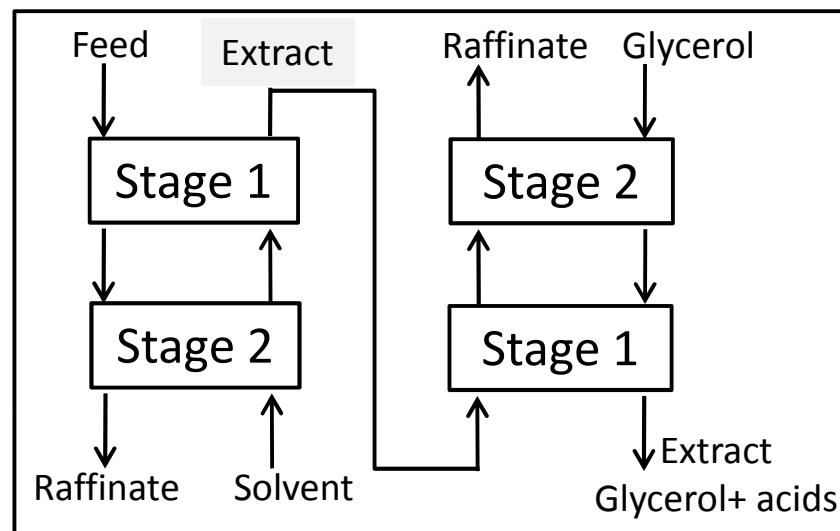 Feed
Extract
Stage 1
Stage 2
Raffinate
Solvent
Raffinate
Glycerol
Stage 2
Stage 1
Extract
Glycerol+ acids